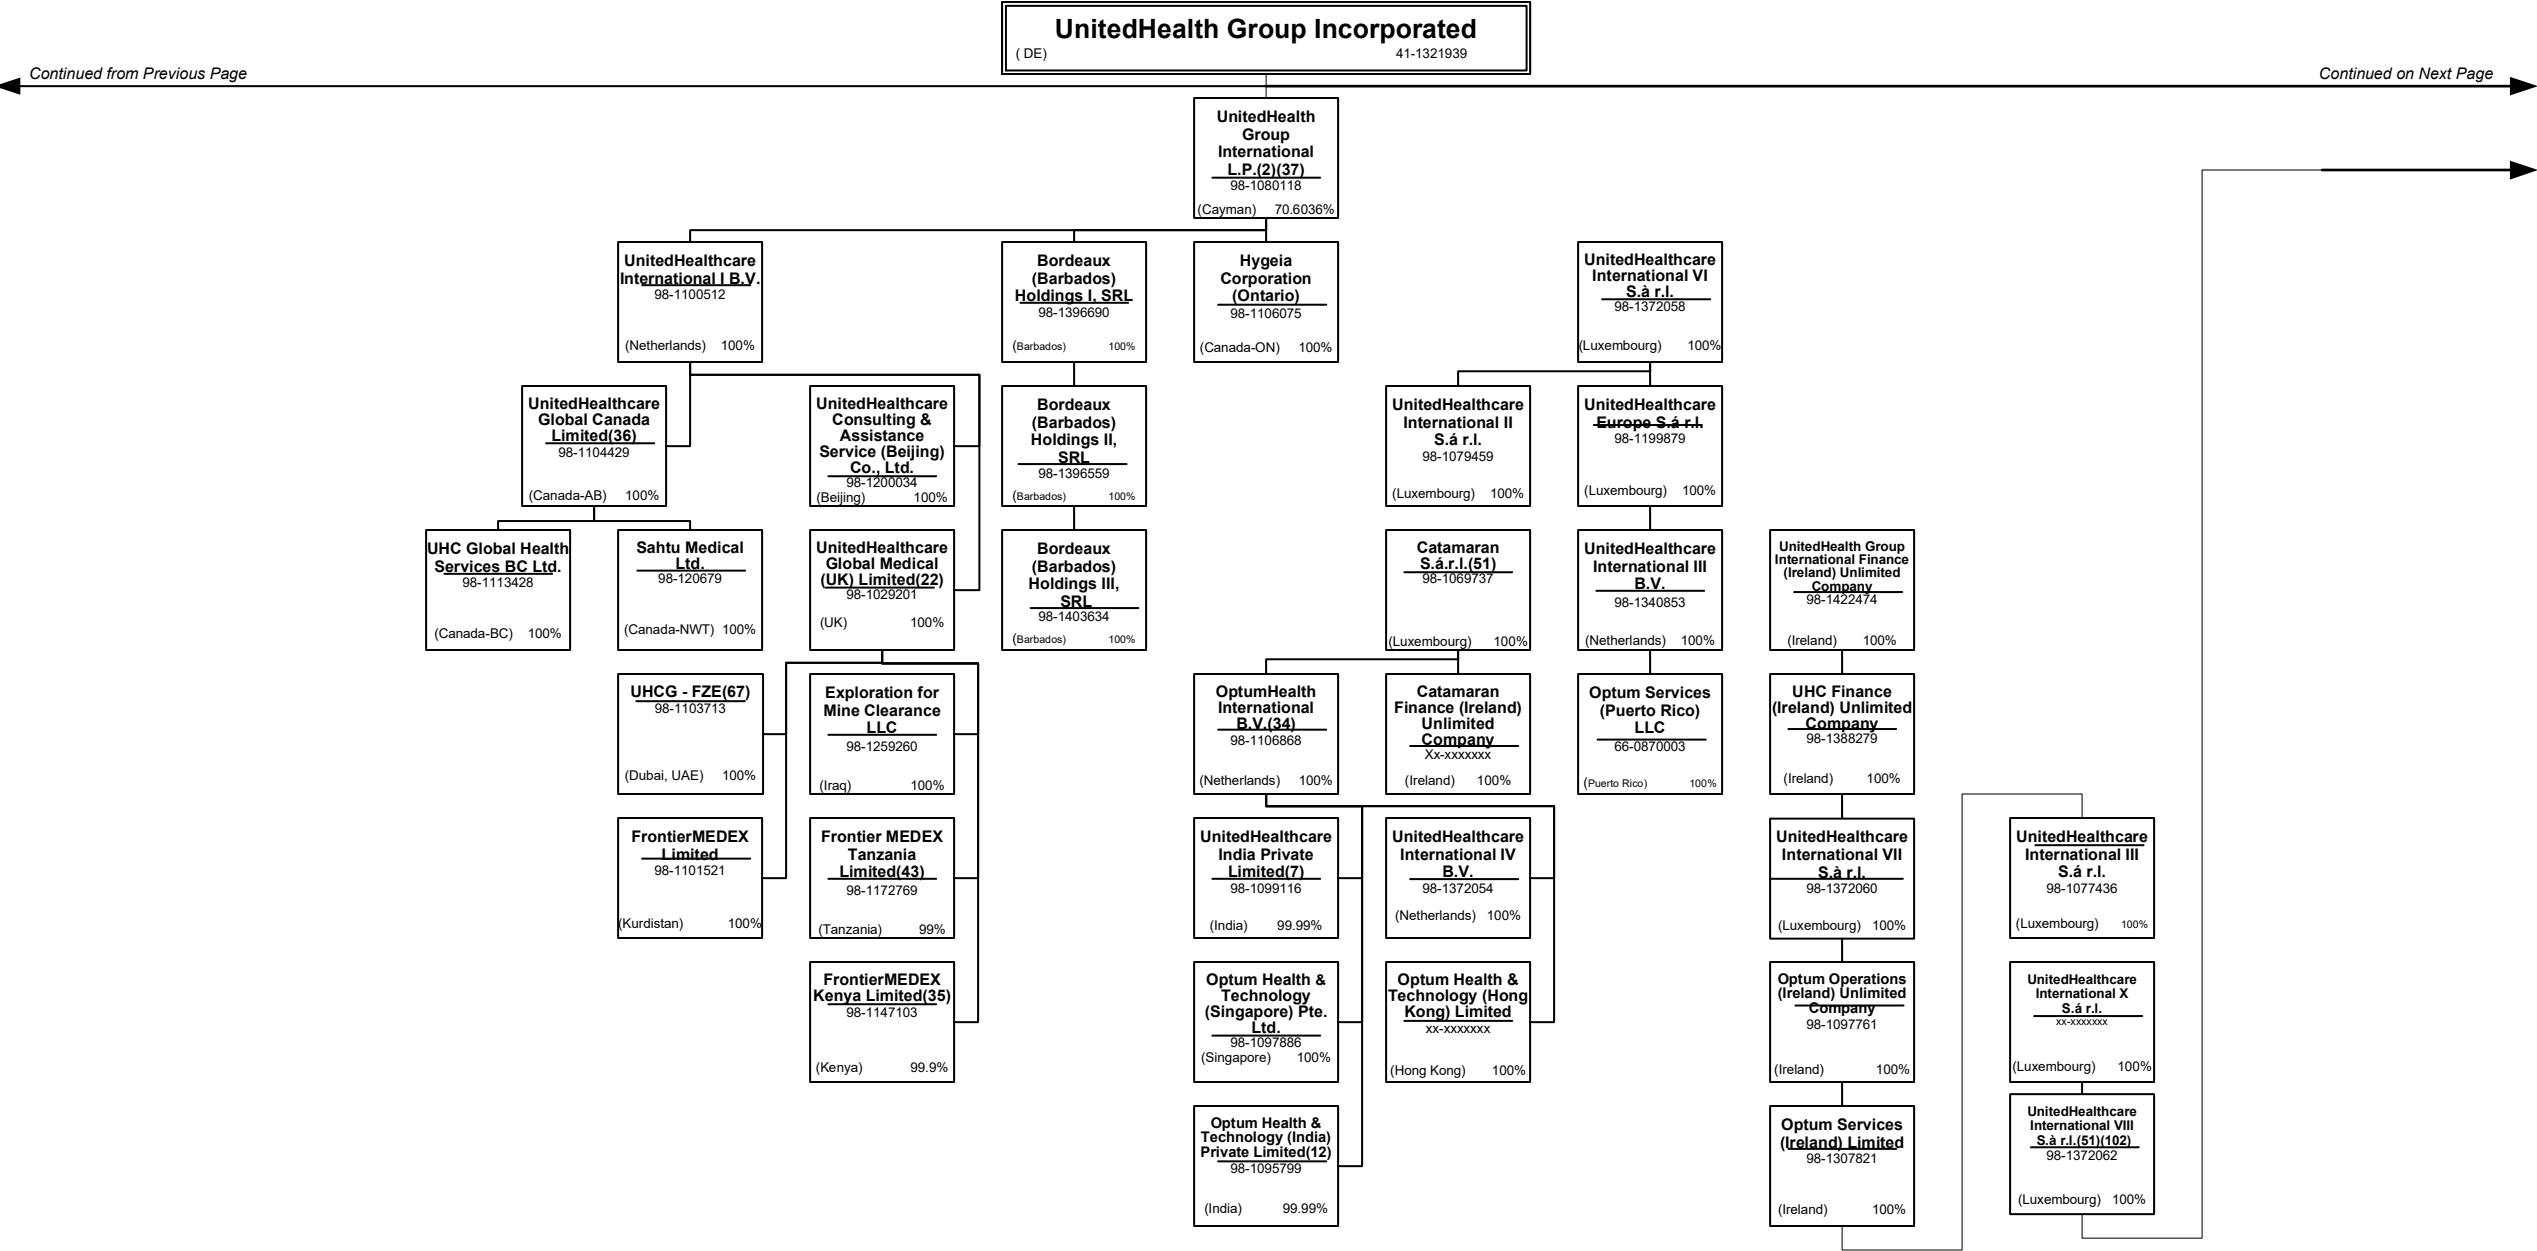 UnitedHealth Group Incorporated
( DE) 41-1321939
Continued from Previous Page
Continued on Next Page
UnitedHealth
Group
International
L.P.(2)(37)
98-1080118
(Cayman) 70.6036%
UnitedHealthcare
International I B.V.
98-1100512
(Netherlands) 100%
Bordeaux
(Barbados)
Holdings I, SRL
98-1396690
(Barbados) 100%
Hygeia
Corporation
(Ontario)
98-1106075
(Canada-ON) 100%
UnitedHealthcare
International VI
S.à r.l.
98-1372058
(Luxembourg) 100%
UnitedHealthcare
Global Canada
Limited(36)
98-1104429
(Canada-AB) 100%
UnitedHealthcare
Consulting &
Assistance
Service (Beijing)
Co., Ltd.
98-1200034
(Beijing) 100%
Bordeaux
(Barbados)
Holdings II,
SRL
98-1396559
(Barbados) 100%
UnitedHealthcare
International II
S.á r.l.
98-1079459
(Luxembourg) 100%
UnitedHealthcare
Europe S.á r.l.
98-1199879
(Luxembourg) 100%
UHC Global Health
Services BC Ltd.
98-1113428
(Canada-BC) 100%
Sahtu Medical
Ltd.
98-120679
(Canada-NWT) 100%
UnitedHealthcare
Global Medical
(UK) Limited(22)
98-1029201
(UK) 100%
Bordeaux
(Barbados)
Holdings III,
SRL
98-1403634
(Barbados) 100%
Catamaran
S.á.r.l.(51)
98-1069737
(Luxembourg) 100%
UnitedHealthcare
International III
B.V.
98-1340853
(Netherlands) 100%
UnitedHealth Group
International Finance
(Ireland) Unlimited
Company
98-1422474
(Ireland) 100%
UHCG - FZE(67)
98-1103713
(Dubai, UAE) 100%
Exploration for
Mine Clearance
LLC
98-1259260
(Iraq) 100%
OptumHealth
International
B.V.(34)
98-1106868
(Netherlands) 100%
Catamaran
Finance (Ireland)
Unlimited
Company
Xx-xxxxxxx
(Ireland) 100%
Optum Services
(Puerto Rico)
LLC
66-0870003
(Puerto Rico) 100%
UHC Finance
(Ireland) Unlimited
Company
98-1388279
(Ireland) 100%
FrontierMEDEX
Limited
98-1101521
(Kurdistan) 100%
Frontier MEDEX
Tanzania
Limited(43)
98-1172769
(Tanzania) 99%
UnitedHealthcare
India Private
Limited(7)
98-1099116
(India) 99.99%
UnitedHealthcare
International IV
B.V.
98-1372054
(Netherlands) 100%
UnitedHealthcare
International VII
S.à r.l.
98-1372060
(Luxembourg) 100%
UnitedHealthcare
International III
S.á r.l.
98-1077436
(Luxembourg) 100%
FrontierMEDEX
Kenya Limited(35)
98-1147103
(Kenya) 99.9%
Optum Health &
Technology
(Singapore) Pte.
Ltd.
98-1097886
(Singapore) 100%
Optum Health &
Technology (Hong
Kong) Limited
xx-xxxxxxx
(Hong Kong) 100%
Optum Operations
(Ireland) Unlimited
Company
98-1097761
(Ireland) 100%
UnitedHealthcare
International X
S.á r.l.
xx-xxxxxxx
(Luxembourg) 100%
Optum Health &
Technology (India)
Private Limited(12)
98-1095799
(India) 99.99%
Optum Services
(Ireland) Limited
98-1307821
(Ireland) 100%
UnitedHealthcare
International VIII
S.à r.l.(51)(102)
98-1372062
(Luxembourg) 100%